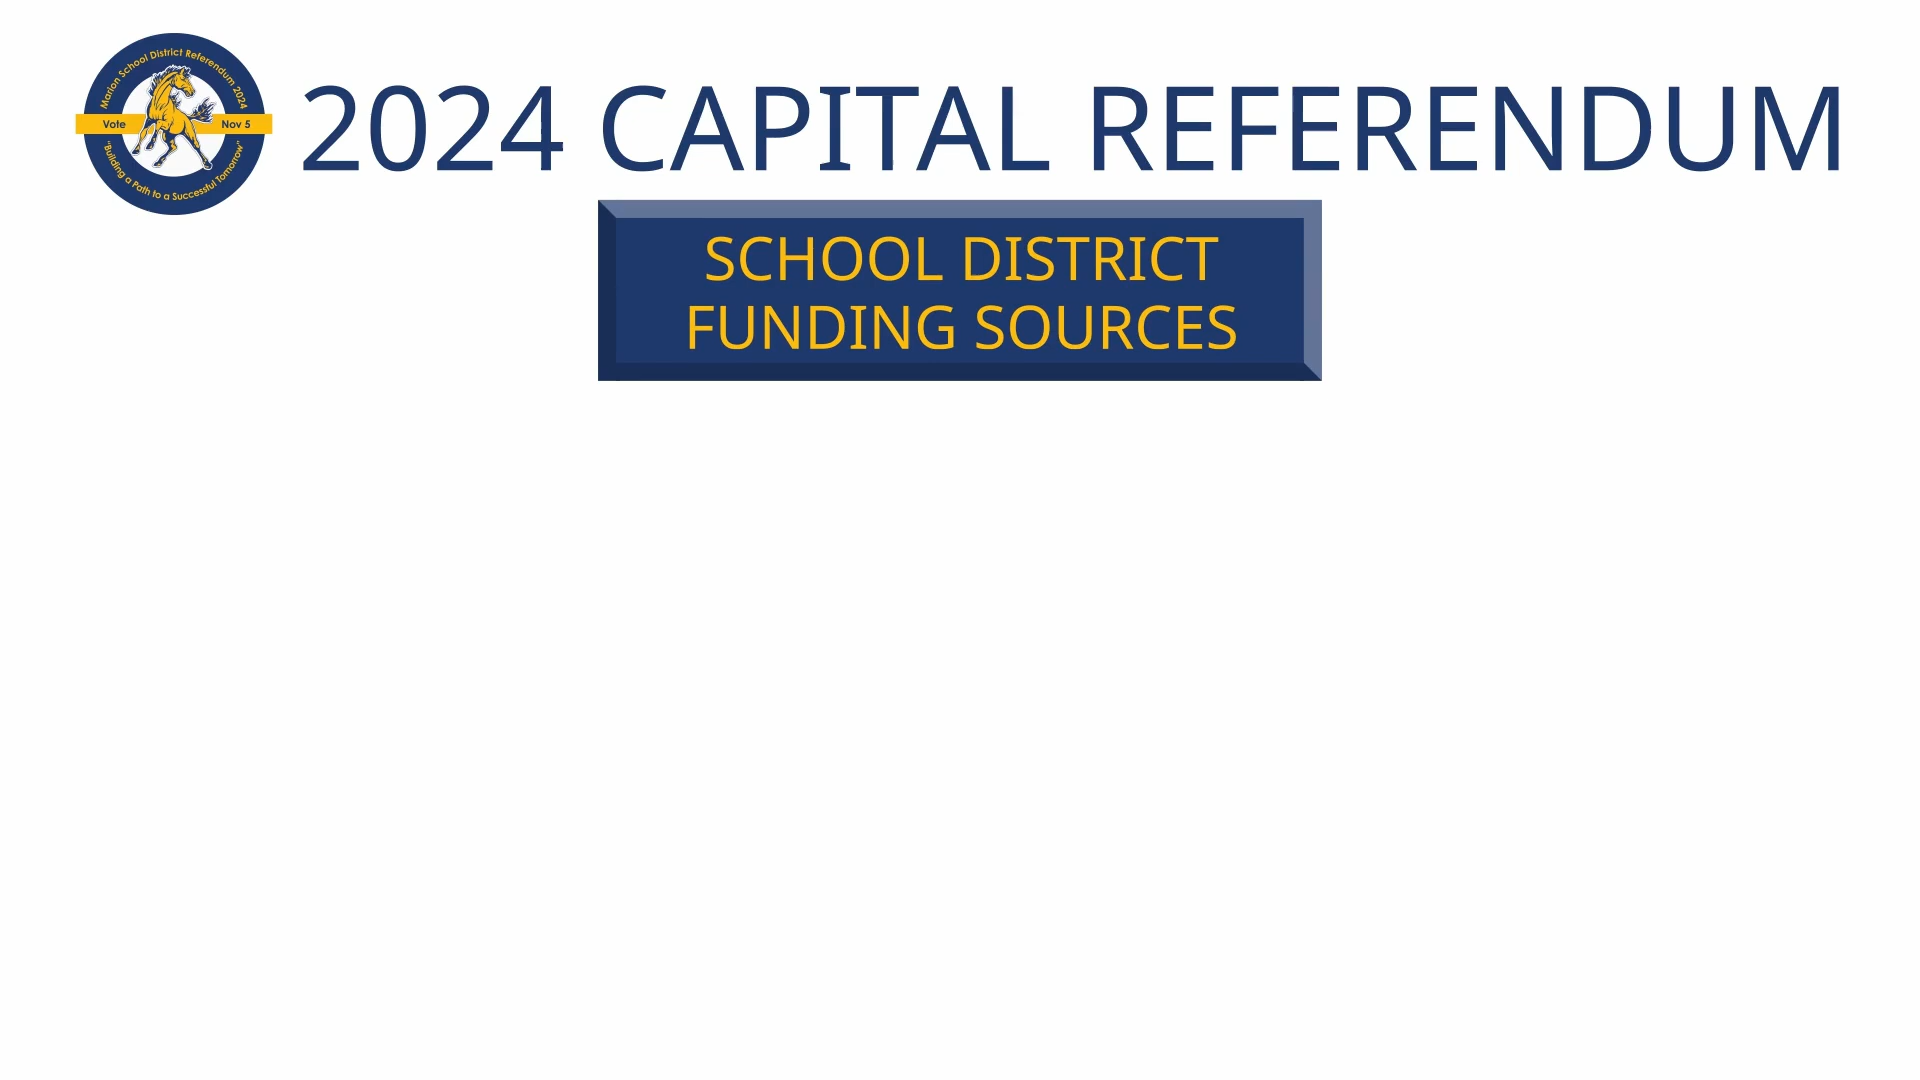 Marion School District Referendum 2024
Vote Nov 5
"Building a Path to a Successful Tomorrow"
2024 CAPITAL REFERENDUM
SCHOOL DISTRICT
FUNDING SOURCES